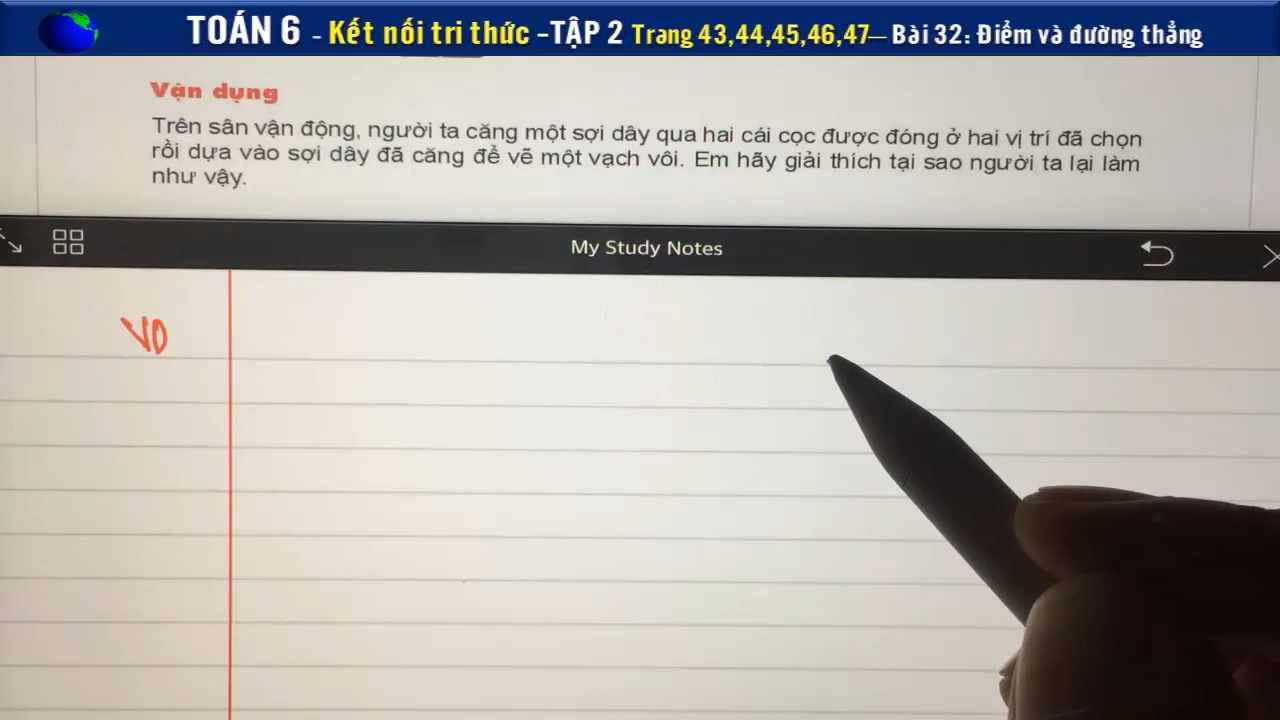 TOÁN 6 - Kết nối tri thức -TẬP 2 Trang 43,44,45,46,47- Bài 32: Điểm và đường thẳng
Vận dụng
Trên sân vận động, người ta căng một sợi dây qua hai cái cọc được đóng ở hai vị trí đã chọn
rồi dựa vào sợi dây đã căng để vẽ một vạch vôi. Em hãy giải thích tại sao người ta lại làm
như vậy.
My Study Notes
VD